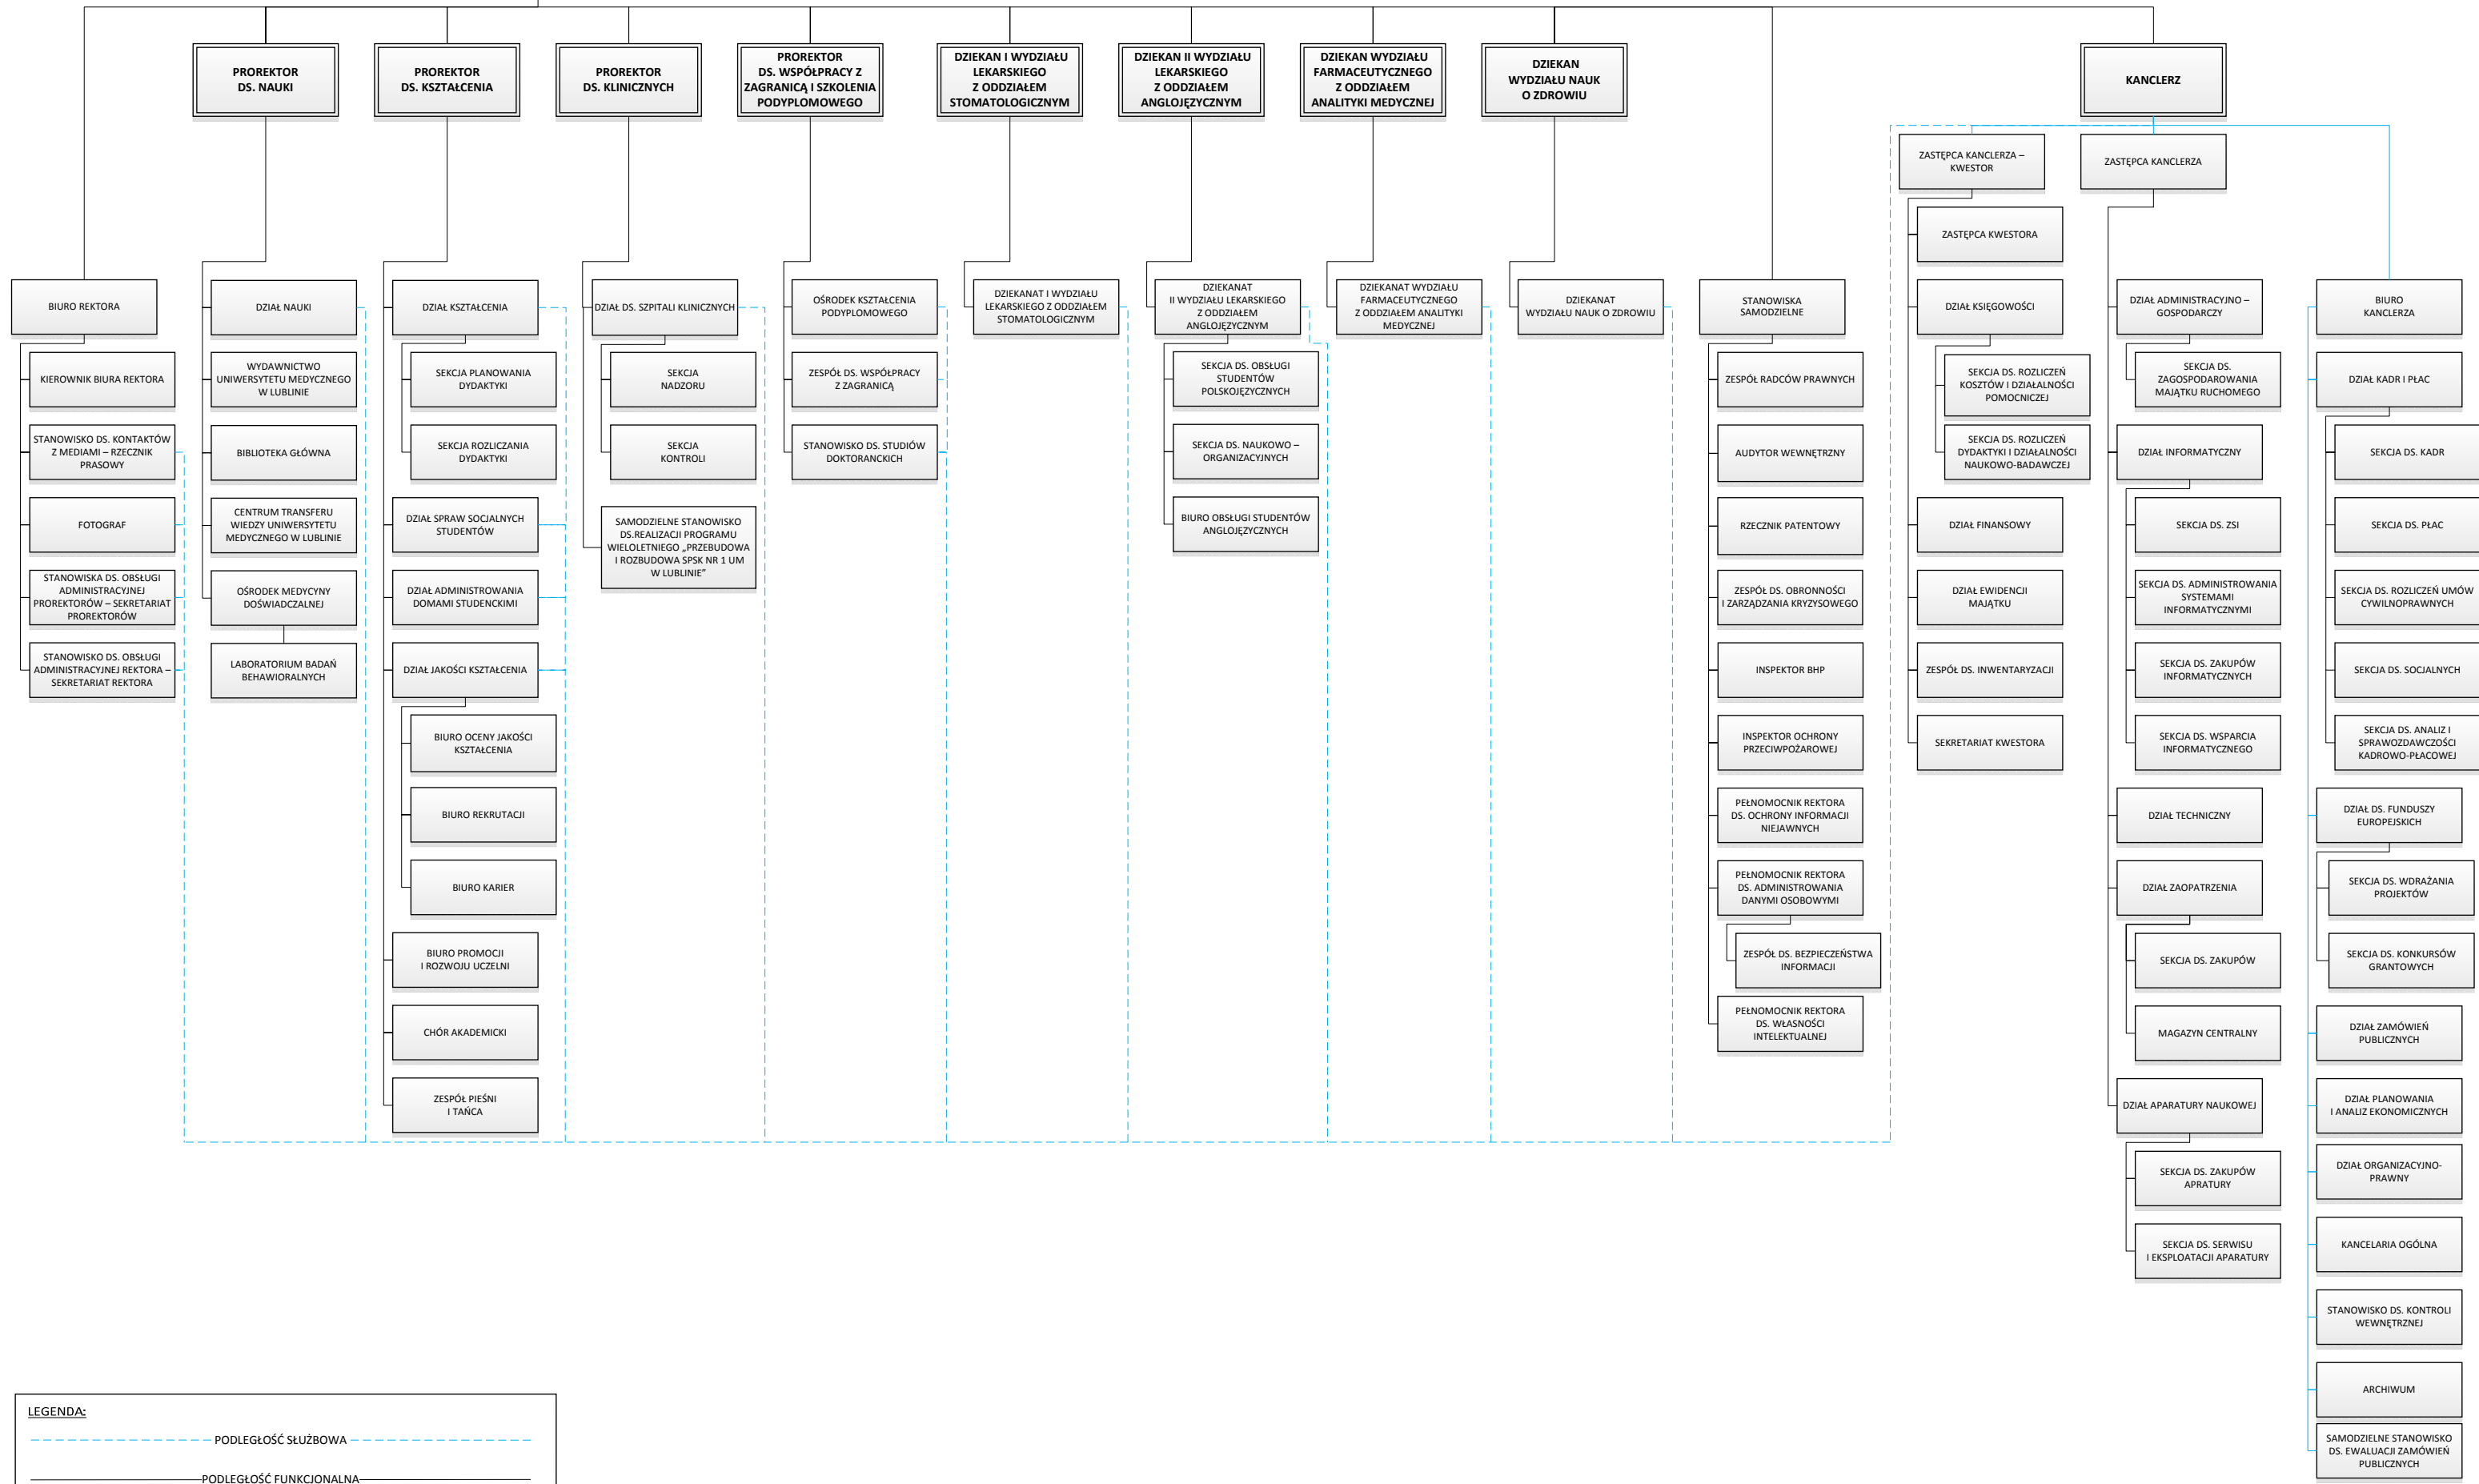 PROREKTOR
DS. NAUKI
PROREKTOR
DS. KSZTAŁCENIA
PROREKTOR
DS. KLINICZNYCH
PROREKTOR
DS. WSPÓŁPRACY Z
ZAGRANICĄ I SZKOLENIA
PODYPLOMOWEGO
DZIEKAN I WYDZIAŁU
LEKARSKIEGO
Z ODDZIAŁEM
STOMATOLOGICZNYM
DZIEKAN II WYDZIAŁU
LEKARSKIEGO
Z ODDZIAŁEM
ANGLOJĘZYCZNYM
DZIEKAN WYDZIAŁU
FARMACEUTYCZNEGO
Z ODDZIAŁEM
ANALITYKI MEDYCZNEJ
DZIEKAN
WYDZIAŁU NAUK
O ZDROWIU
KANCLERZ
BIURO REKTORA
KIEROWNIK BIURA REKTORA
STANOWISKO DS. KONTAKTÓW
Z MEDIAMI – RZECZNIK
PRASOWY
FOTOGRAF
STANOWISKA DS. OBSŁUGI
ADMINISTRACYJNEJ
PROREKTORÓW – SEKRETARIAT
PROREKTORÓW
STANOWISKO DS. OBSŁUGI
ADMINISTRACYJNEJ REKTORA –
SEKRETARIAT REKTORA
DZIAŁ NAUKI
WYDAWNICTWO
UNIWERSYTETU MEDYCZNEGO
W LUBLINIE
BIBLIOTEKA GŁÓWNA
CENTRUM TRANSFERU
WIEDZY UNIWERSYTETU
MEDYCZNEGO W LUBLINIE
OŚRODEK MEDYCYNY
DOŚWIADCZALNEJ
LABORATORIUM BADAŃ
BEHAWIORALNYCH
DZIAŁ KSZTAŁCENIA
SEKCJA PLANOWANIA
DYDAKTYKI
SEKCJA ROZLICZANIA
DYDAKTYKI
DZIAŁ SPRAW SOCJALNYCH
STUDENTÓW
DZIAŁ ADMINISTROWANIA
DOMAMI STUDENCKIMI
DZIAŁ JAKOŚCI KSZTAŁCENIA
BIURO OCENY JAKOŚCI
KSZTAŁCENIA
BIURO REKRUTACJI
BIURO KARIER
BIURO PROMOCJI
I ROZWOJU UCZELNI
CHÓR AKADEMICKI
ZESPÓŁ PIEŚNI
I TAŃCA
DZIAŁ DS. SZPITALI KLINICZNYCH
SEKCJA
NADZORU
SEKCJA
KONTROLI
SAMODZIELNE STANOWISKO
DS.REALIZACJI PROGRAMU
WIELOLETNIEGO „PRZEBUDOWA
I ROZBUDOWA SPSK NR 1 UM
W LUBLINIE”
OŚRODEK KSZTAŁCENIA
PODYPLOMOWEGO
ZESPÓŁ DS. WSPÓŁPRACY
Z ZAGRANICĄ
STANOWISKO DS. STUDIÓW
DOKTORANCKICH
DZIEKANAT I WYDZIAŁU
LEKARSKIEGO Z ODDZIAŁEM
STOMATOLOGICZNYM
DZIEKANAT
II WYDZIAŁU LEKARSKIEGO
Z ODDZIAŁEM
ANGLOJĘZYCZNYM
SEKCJA DS. OBSŁUGI
STUDENTÓW
POLSKOJĘZYCZNYCH
SEKCJA DS. NAUKOWO –
ORGANIZACYJNYCH
BIURO OBSŁUGI STUDENTÓW
ANGLOJĘZYCZNYCH
DZIEKANAT WYDZIAŁU
FARMACEUTYCZNEGO
Z ODDZIAŁEM ANALITYKI
MEDYCZNEJ
DZIEKANAT
WYDZIAŁU NAUK O ZDROWIU
STANOWISKA
SAMODZIELNE
ZESPÓŁ RADCÓW PRAWNYCH
AUDYTOR WEWNĘTRZNY
RZECZNIK PATENTOWY
ZESPÓŁ DS. OBRONNOŚCI
I ZARZĄDZANIA KRYZYSOWEGO
INSPEKTOR BHP
INSPEKTOR OCHRONY
PRZECIWPOŻAROWEJ
PEŁNOMOCNIK REKTORA
DS. OCHRONY INFORMACJI
NIEJAWNYCH
PEŁNOMOCNIK REKTORA
DS. ADMINISTROWANIA
DANYMI OSOBOWYMI
ZESPÓŁ DS. BEZPIECZEŃSTWA
INFORMACJI
PEŁNOMOCNIK REKTORA
DS. WŁASNOŚCI
INTELEKTUALNEJ
ZASTĘPCA KANCLERZA –
KWESTOR
ZASTĘPCA KWESTORA
DZIAŁ KSIĘGOWOŚCI
SEKCJA DS. ROZLICZEŃ
KOSZTÓW I DZIAŁALNOŚCI
POMOCNICZEJ
SEKCJA DS. ROZLICZEŃ
DYDAKTYKI I DZIAŁALNOŚCI
NAUKOWO-BADAWCZEJ
DZIAŁ FINANSOWY
DZIAŁ EWIDENCJI
MAJĄTKU
ZESPÓŁ DS. INWENTARYZACJI
SEKRETARIAT KWESTORA
ZASTĘPCA KANCLERZA
DZIAŁ ADMINISTRACYJNO –
GOSPODARCZY
SEKCJA DS.
ZAGOSPODAROWANIA
MAJĄTKU RUCHOMEGO
DZIAŁ INFORMATYCZNY
SEKCJA DS. ZSI
SEKCJA DS. ADMINISTROWANIA
SYSTEMAMI
INFORMATYCZNYMI
SEKCJA DS. ZAKUPÓW
INFORMATYCZNYCH
SEKCJA DS. WSPARCIA
INFORMATYCZNEGO
DZIAŁ TECHNICZNY
DZIAŁ ZAOPATRZENIA
SEKCJA DS. ZAKUPÓW
MAGAZYN CENTRALNY
DZIAŁ APARATURY NAUKOWEJ
SEKCJA DS. ZAKUPÓW
APRATURY
SEKCJA DS. SERWISU
I EKSPLOATACJI APARATURY
BIURO
KANCLERZA
DZIAŁ KADR I PŁAC
SEKCJA DS. KADR
SEKCJA DS. PŁAC
SEKCJA DS. ROZLICZEŃ UMÓW
CYWILNOPRAWNYCH
SEKCJA DS. SOCJALNYCH
SEKCJA DS. ANALIZ I
SPRAWOZDAWCZOŚCI
KADROWO-PŁACOWEJ
DZIAŁ DS. FUNDUSZY
EUROPEJSKICH
SEKCJA DS. WDRAŻANIA
PROJEKTÓW
SEKCJA DS. KONKURSÓW
GRANTOWYCH
DZIAŁ ZAMÓWIEŃ
PUBLICZNYCH
DZIAŁ PLANOWANIA
I ANALIZ EKONOMICZNYCH
DZIAŁ ORGANIZACYJNO-
PRAWNY
KANCELARIA OGÓLNA
STANOWISKO DS. KONTROLI
WEWNĘTRZNEJ
ARCHIWUM
SAMODZIELNE STANOWISKO
DS. EWALUACJI ZAMÓWIEŃ
PUBLICZNYCH
LEGENDA:
PODLEGŁOŚĆ SŁUŻBOWA
PODLEGŁOŚĆ FUNKCJONALNA